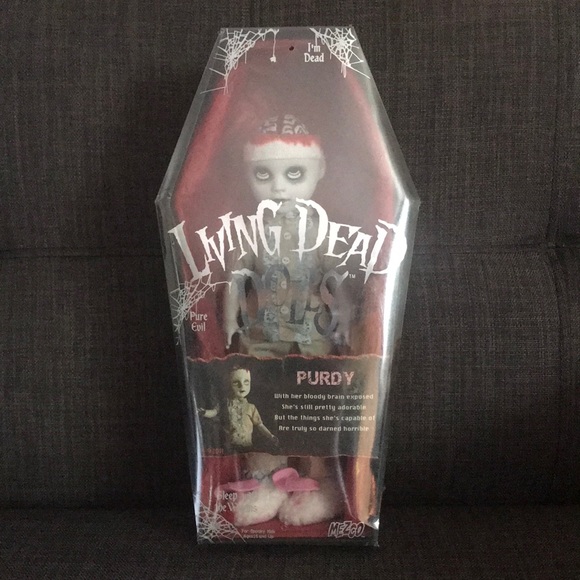 I'm
Dead
LIVING DEAD
DOLLS™
Pure
Evil
PURDY
With her bloody brain exposed
She's still pretty adorable
But the things she's capable of
Are truly so darned horrible
MEZCO